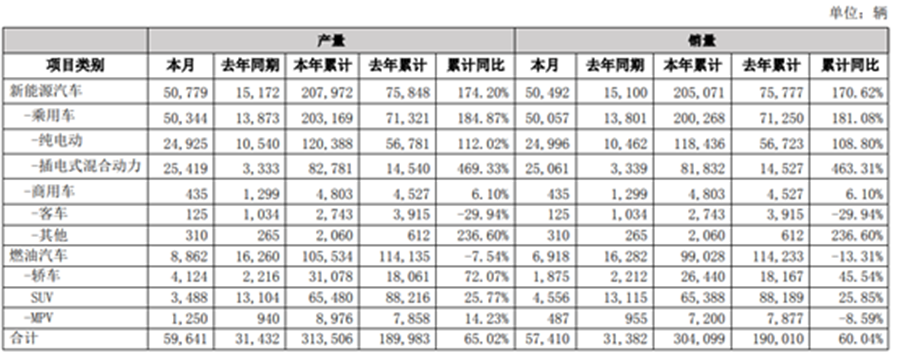 单位：辆
产量 销量
项目类别 本月 去年同期 本年累计 去年累计 累计同比 本月 去年同期 本年累计 去年累计 累计同比
新能源汽车 50,779 15,172 207,972 75,848 174.20% 50,492 15,100 205,071 75,777 170.62%
-乘用车 50,344 13,873 203,169 71,321 184.87% 50,057 13,801 200,268 71,250 181.08%
-纯电动 24,925 10,540 120,388 56,781 112.02% 24,996 10,462 118,436 56,723 108.80%
-插电式混合动力 25,419 3,333 82,781 14,540 469.33% 25,061 3,339 81,832 14,527 463.31%
-商用车 435 1,299 4,803 4,527 6.10% 435 1,299 4,803 4,527 6.10%
-客车 125 1,034 2,743 3,915 -29.94% 125 1,034 2,743 3,915 -29.94%
-其他 310 265 2,060 612 236.60% 310 265 2,060 612 236.60%
燃油汽车 8,862 16,260 105,534 114,135 -7.54% 6,918 16,282 99,028 114,233 -13.31%
-轿车 4,124 2,216 31,078 18,061 72.07% 1,875 2,212 26,440 18,167 45.54%
SUV 3,488 13,104 65,480 88,216 25.77% 4,556 13,115 65,388 88,189 25.85%
-MPV 1,250 940 8,976 7,858 14.23% 487 955 7,200 7,877 -8.59%
合计 59,641 31,432 313,506 189,983 65.02% 57,410 31,382 304,099 190,010 60.04%